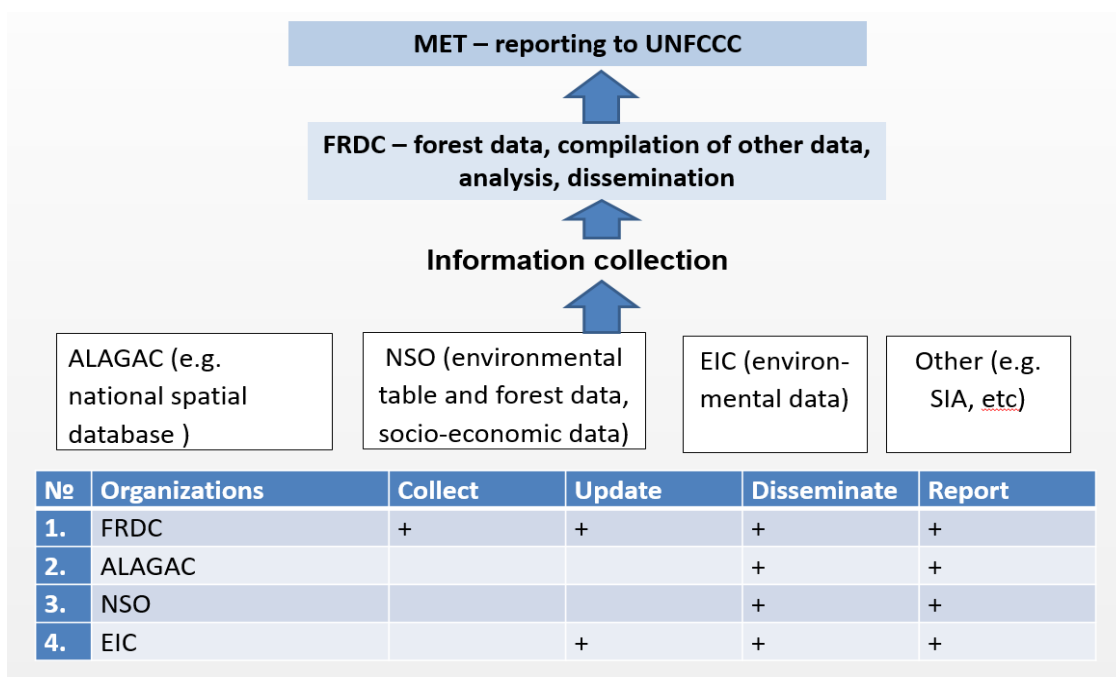 MET – reporting to UNFCCC
FRDC – forest data, compilation of other data,
analysis, dissemination
Information collection
ALAGAC (e.g.
national spatial
database )
NSO (environmental
table and forest data,
socio-economic data)
EIC (environ-
mental data)
Other (e.g.
SIA, etc)
№ Organizations Collect Update Disseminate Report
1. FRDC + + + +
2. ALAGAC + +
3. NSO + +
4. EIC + + +